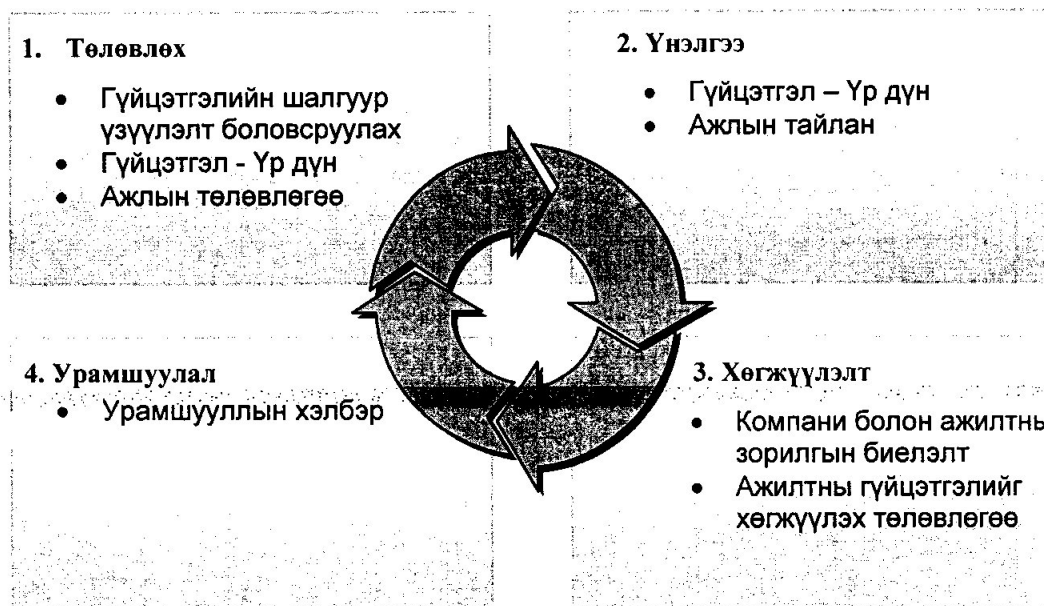 1. Төлөвлөх
• Гүйцэтгэлийн шалгуур
үзүүлэлт боловсруулах
• Гүйцэтгэл - Үр дүн
• Ажлын төлөвлөгөө
2. Үнэлгээ
• Гүйцэтгэл – Үр дүн
• Ажлын тайлан
3. Хөгжүүлэлт
• Компани болон ажилтны
зорилгын биелэлт
• Ажилтны гүйцэтгэлийг
хөгжүүлэх төлөвлөгөө
4. Урамшуулал
• Урамшууллын хэлбэр